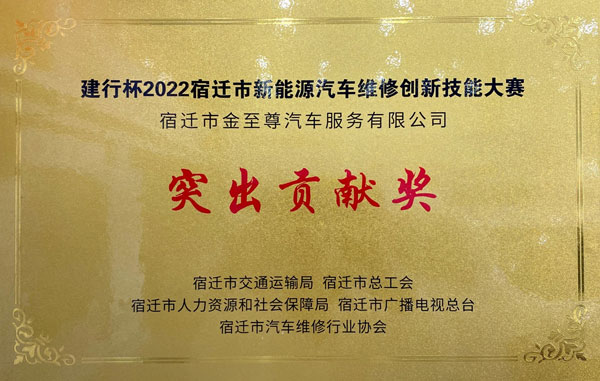 建行杯2022宿迁市新能源汽车维修创新技能大赛
宿迁市金至尊汽车服务有限公司
突出贡献奖
宿迁市交通运输局 宿迁市总工会
宿迁市人力资源和社会保障局 宿迁市广播电视总台
宿迁市汽车维修行业协会